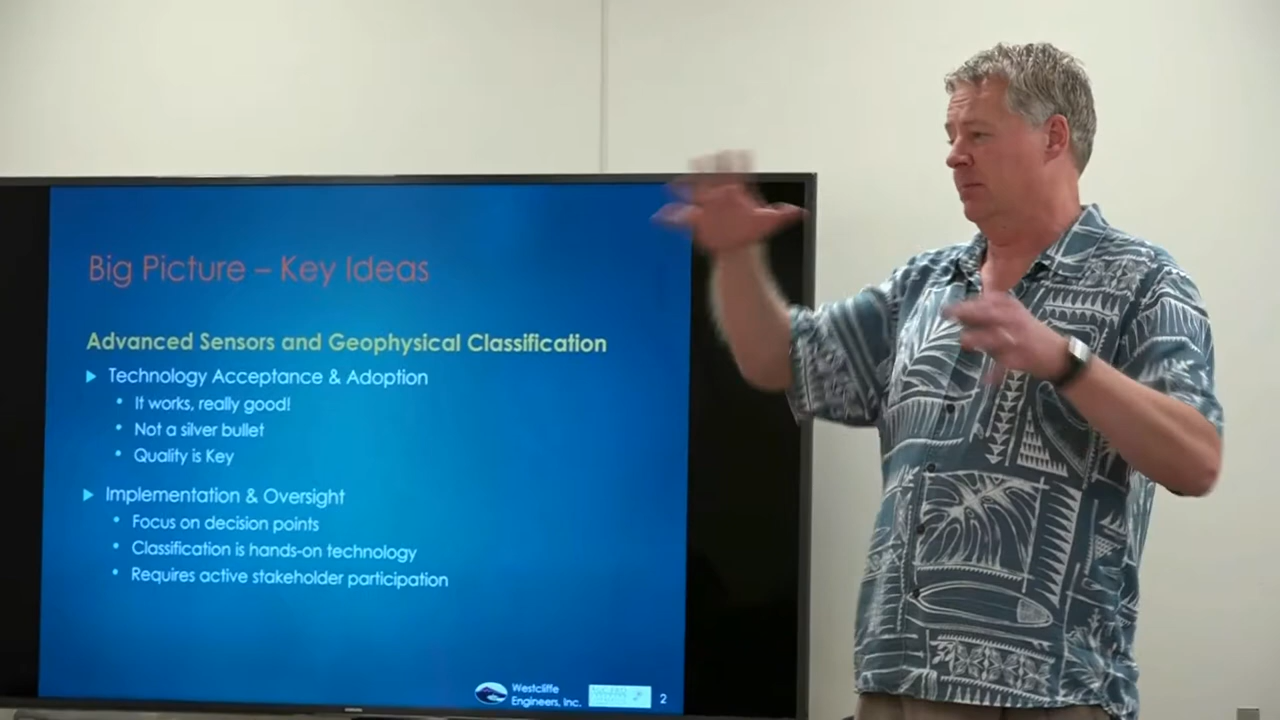 Big Picture – Key Ideas
Advanced Sensors and Geophysical Classification
Technology Acceptance & Adoption
It works, really good!
Not a silver bullet
Quality is Key
Implementation & Oversight
Focus on decision points
Classification is hands-on technology
Requires active stakeholder participation
Westcliffe
Engineers, Inc.
2
SAMSUNG